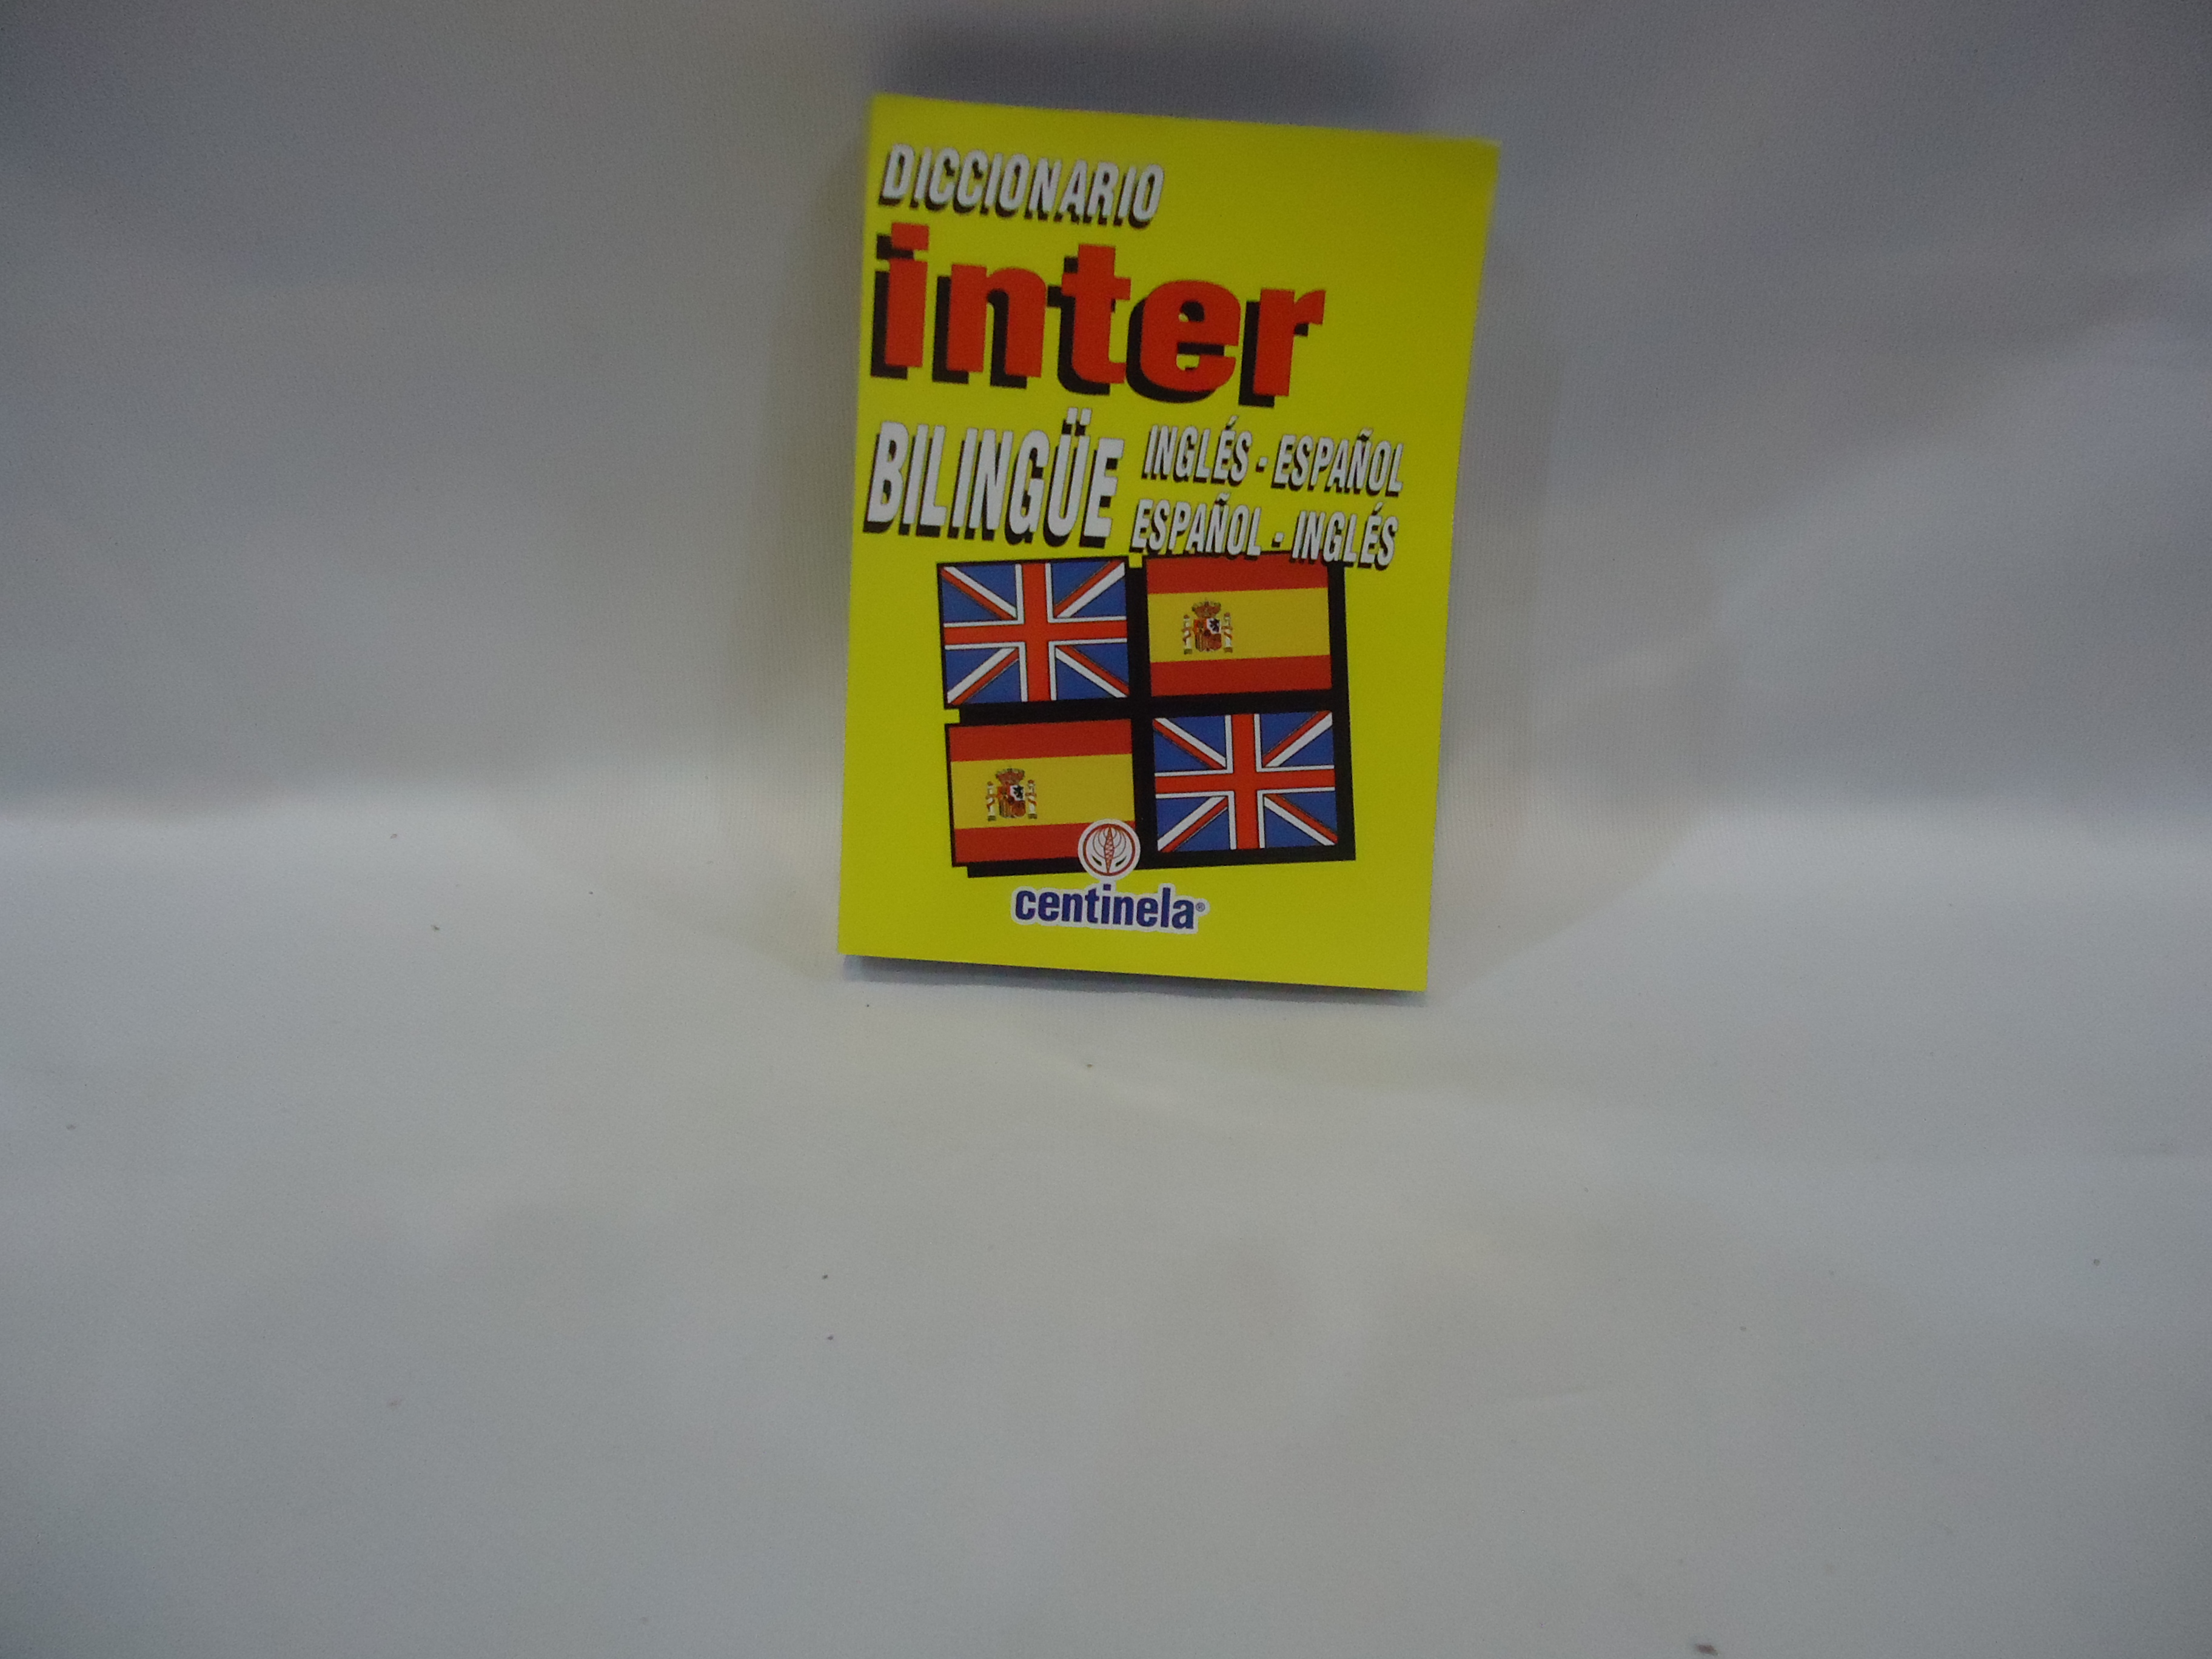 DICCIONARIO
inter
BILINGÜE
INGLÉS - ESPAÑOL
ESPAÑOL - INGLÉS
centinela®